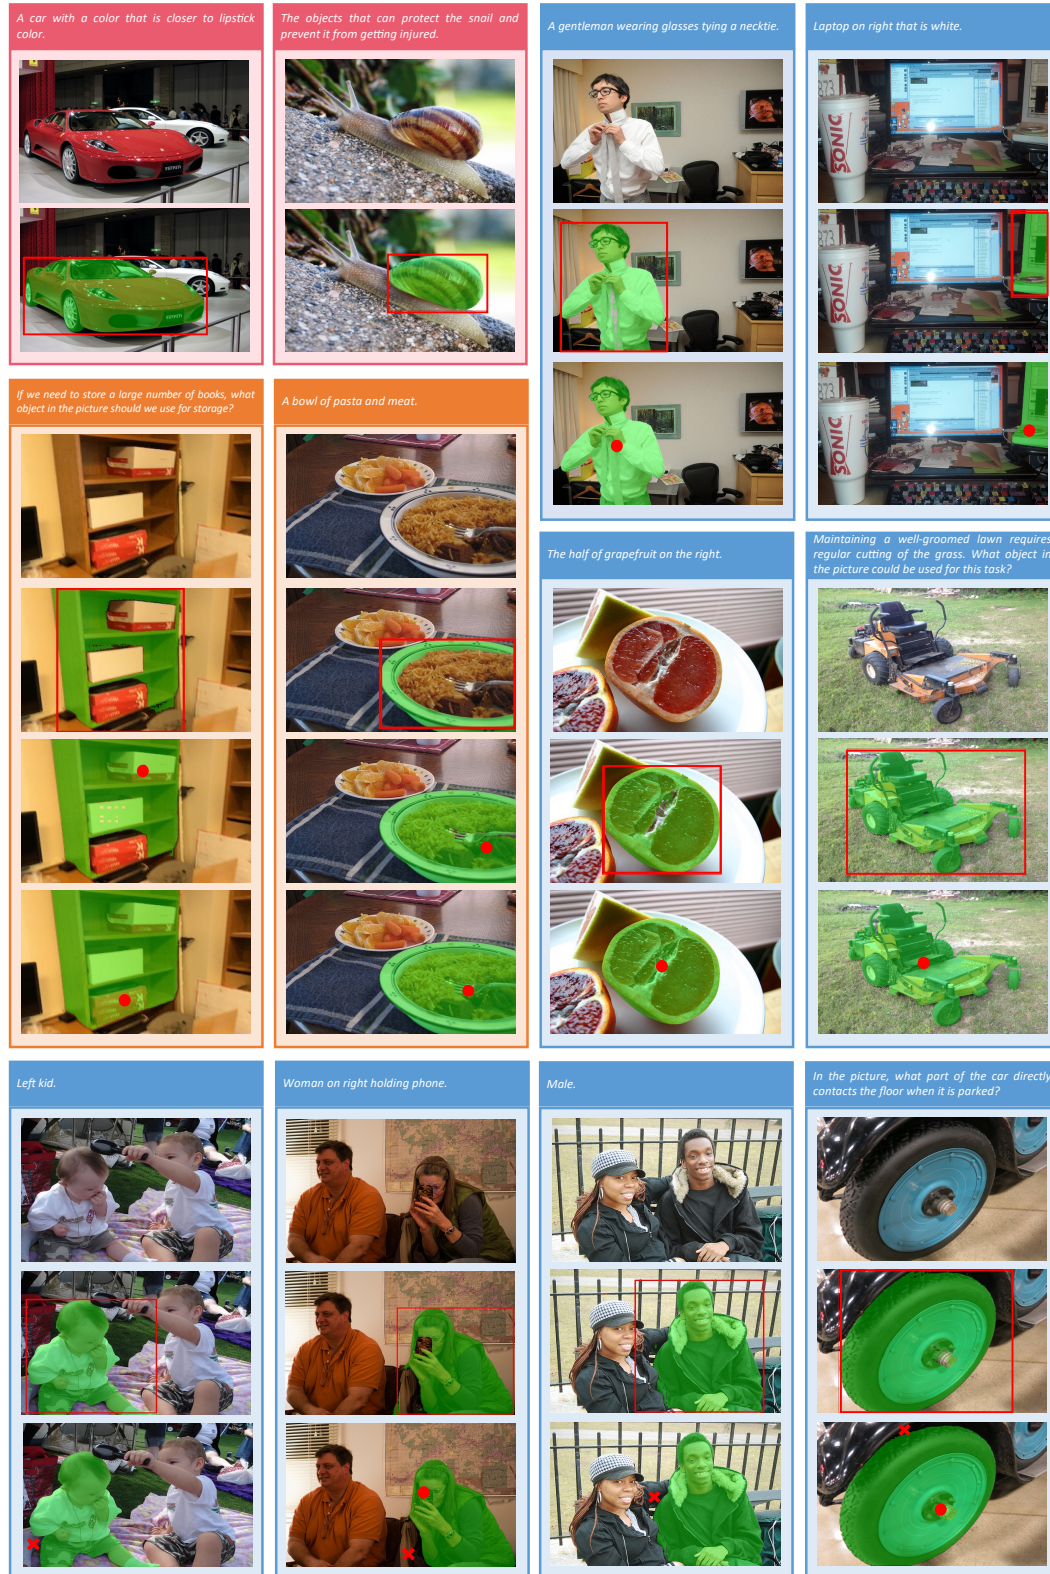 A car with a color that is closer to lipstick
color.
The objects that can protect the snail and
prevent it from getting injured.
A gentleman wearing glasses tying a necktie.
Laptop on right that is white.
SONIC
SONIC
SONIC
If we need to store a large number of books, what
object in the picture should we use for storage?
A bowl of pasta and meat.
The half of grapefruit on the right.
Maintaining a well-groomed lawn requires
regular cutting of the grass. What object in
the picture could be used for this task?
Left kid.
Woman on right holding phone.
Male.
In the picture, what part of the car directly
contacts the floor when it is parked?